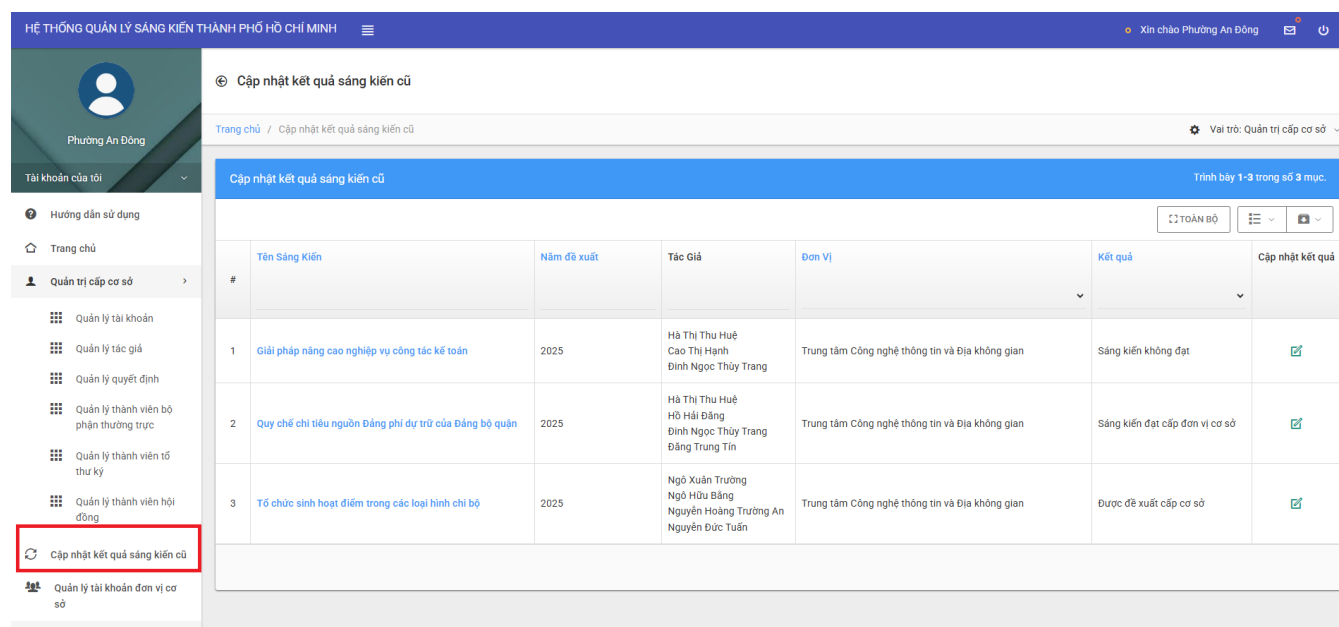 HỆ THỐNG QUẢN LÝ SÁNG KIẾN THÀNH PHỐ HỒ CHÍ MINH
Xin chào Phường An Đông
Phường An Đông
Tài khoản của tôi
Hướng dẫn sử dụng
Trang chủ
Quản trị cấp cơ sở
Quản lý tài khoản
Quản lý tác giả
Quản lý quyết định
Quản lý thành viên bộ
phận thường trực
Quản lý thành viên tổ
thư ký
Quản lý thành viên hội
đồng
Cập nhật kết quả sáng kiến cũ
Quản lý tài khoản đơn vị cơ
sở
Cập nhật kết quả sáng kiến cũ
Trang chủ / Cập nhật kết quả sáng kiến cũ
Vai trò: Quản trị cấp cơ sở
Cập nhật kết quả sáng kiến cũ
Trình bày 1-3 trong số 3 mục.
TOÀN BỘ
# Tên Sáng Kiến Năm đề xuất Tác Giả Đơn Vị Kết quả Cập nhật kết quả
1 Giải pháp nâng cao nghiệp vụ công tác kế toán 2025
Hà Thị Thu Huệ
Cao Thị Hạnh
Đinh Ngọc Thùy Trang
Trung tâm Công nghệ thông tin và Địa không gian Sáng kiến không đạt
2 Quy chế chi tiêu nguồn Đảng phí dự trữ của Đảng bộ quận 2025
Hà Thị Thu Huệ
Hồ Hải Đăng
Đinh Ngọc Thùy Trang
Đăng Trung Tín
Trung tâm Công nghệ thông tin và Địa không gian Sáng kiến đạt cấp đơn vị cơ sở
3 Tổ chức sinh hoạt điểm trong các loại hình chi bộ 2025
Ngô Xuân Trường
Ngô Hữu Bằng
Nguyễn Hoàng Trường An
Nguyễn Đức Tuấn
Trung tâm Công nghệ thông tin và Địa không gian Được đề xuất cấp cơ sở